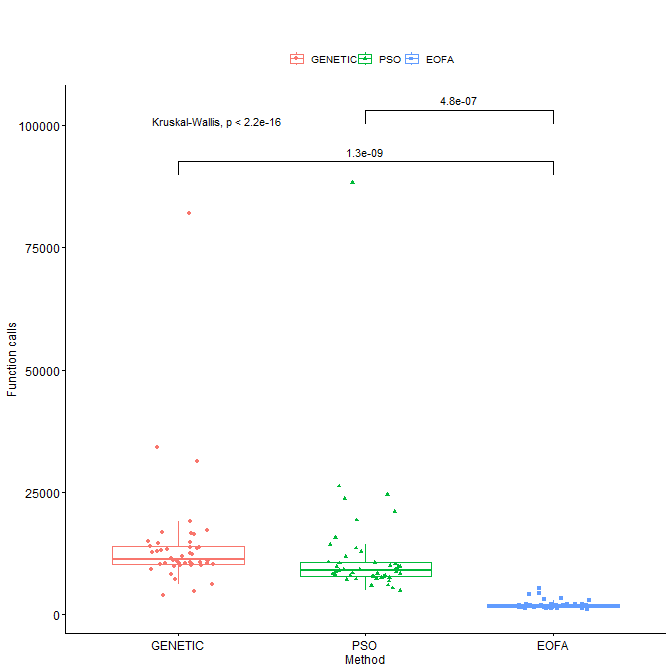 GENETIC PSO EOFA
4.8e-07
Kruskal-Wallis, p < 2.2e-16
1.3e-09
100000
75000
50000
25000
0
Function calls
GENETIC PSO EOFA
Method